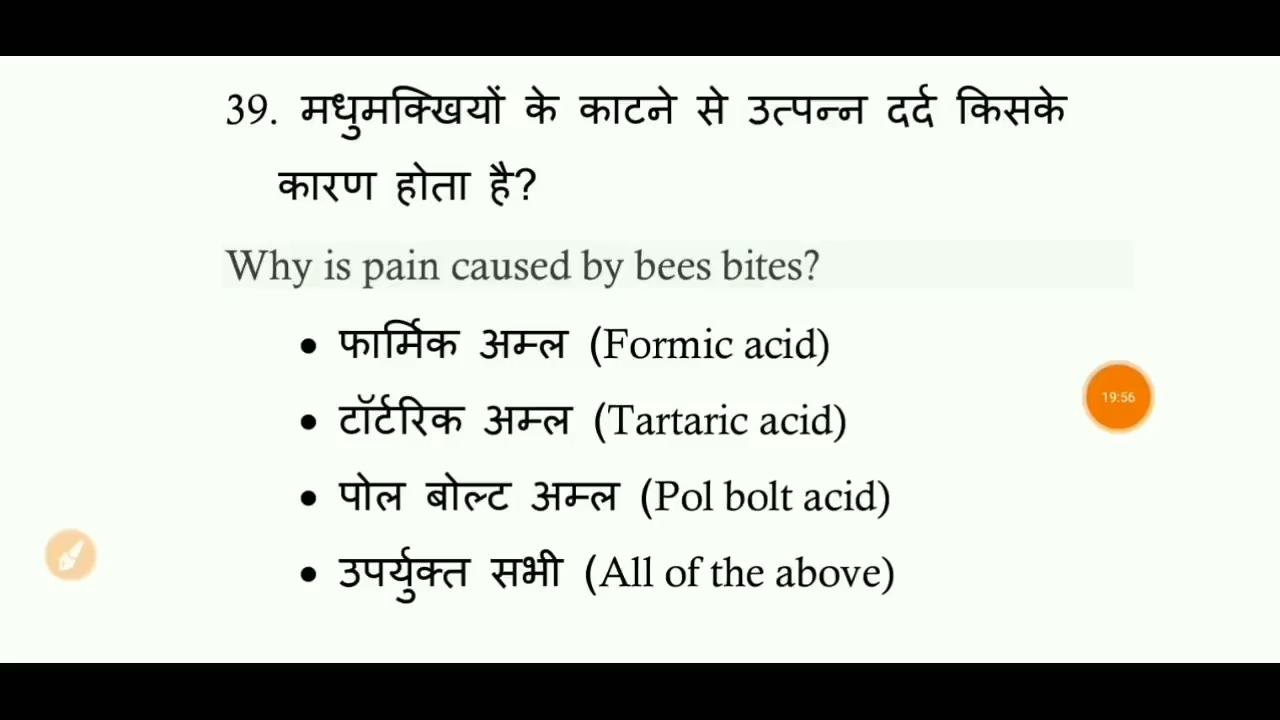 39. मधुमक्खियों के काटने से उत्पन्न दर्द किसके
कारण होता है?
Why is pain caused by bees bites?
• फार्मिक अम्ल (Formic acid)
• टॉर्टरिक अम्ल (Tartaric acid)
• पोल बोल्ट अम्ल (Pol bolt acid)
• उपर्युक्त सभी (All of the above)
19:56